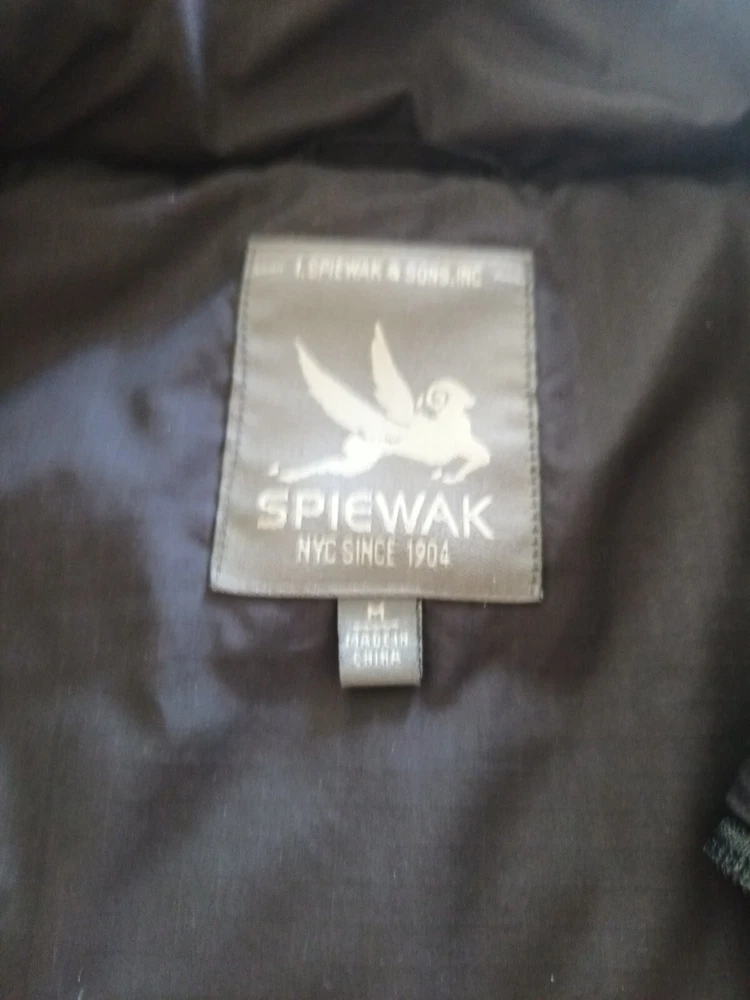 I. SPIEWAK & SONS, INC
SPIEWAK
NYC SINCE 1904
M
MADE IN
CHINA